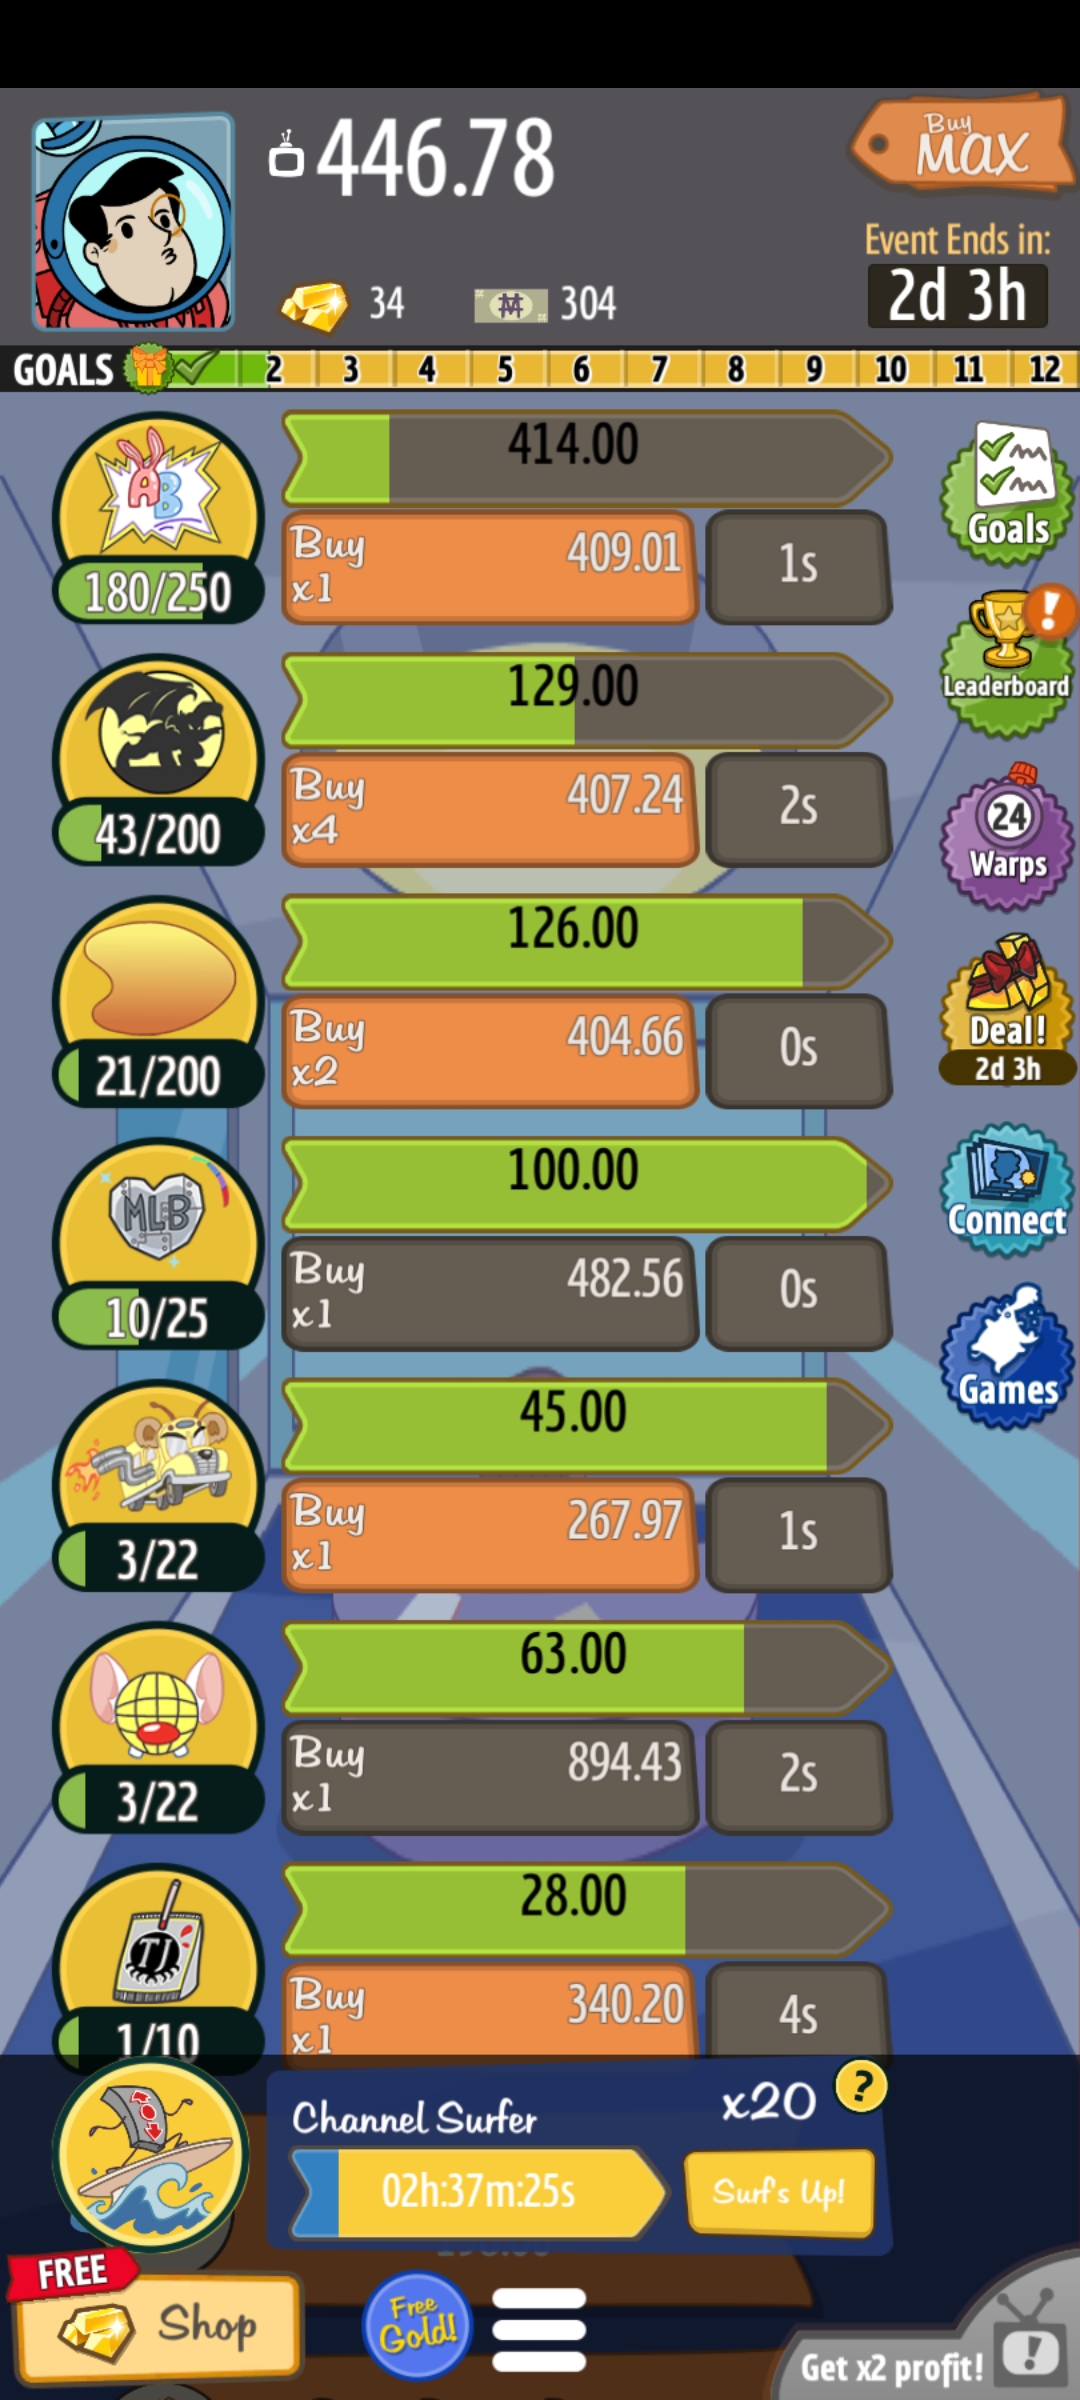 446.78
Buy
MAX
Event Ends in:
2d 3h
34
304
GOALS 2 3 4 5 6 7 8 9 10 11 12
AB
180/250
414.00
Buy
x1
409.01
1s
Goals
43/200
129.00
Buy
x4
407.24
2s
Leaderboard
21/200
126.00
Buy
x2
404.66
0s
24
Warps
MLB
10/25
100.00
Buy
x1
482.56
0s
Deal!
2d 3h
3/22
45.00
Buy
x1
267.97
1s
Connect
3/22
63.00
Buy
x1
894.43
2s
Games
TJ
1/10
28.00
Buy
x1
340.20
4s
Channel Surfer
x20
?
02h:37m:25s
Surf's Up!
FREE
Shop
Free
Gold!
Get x2 profit!